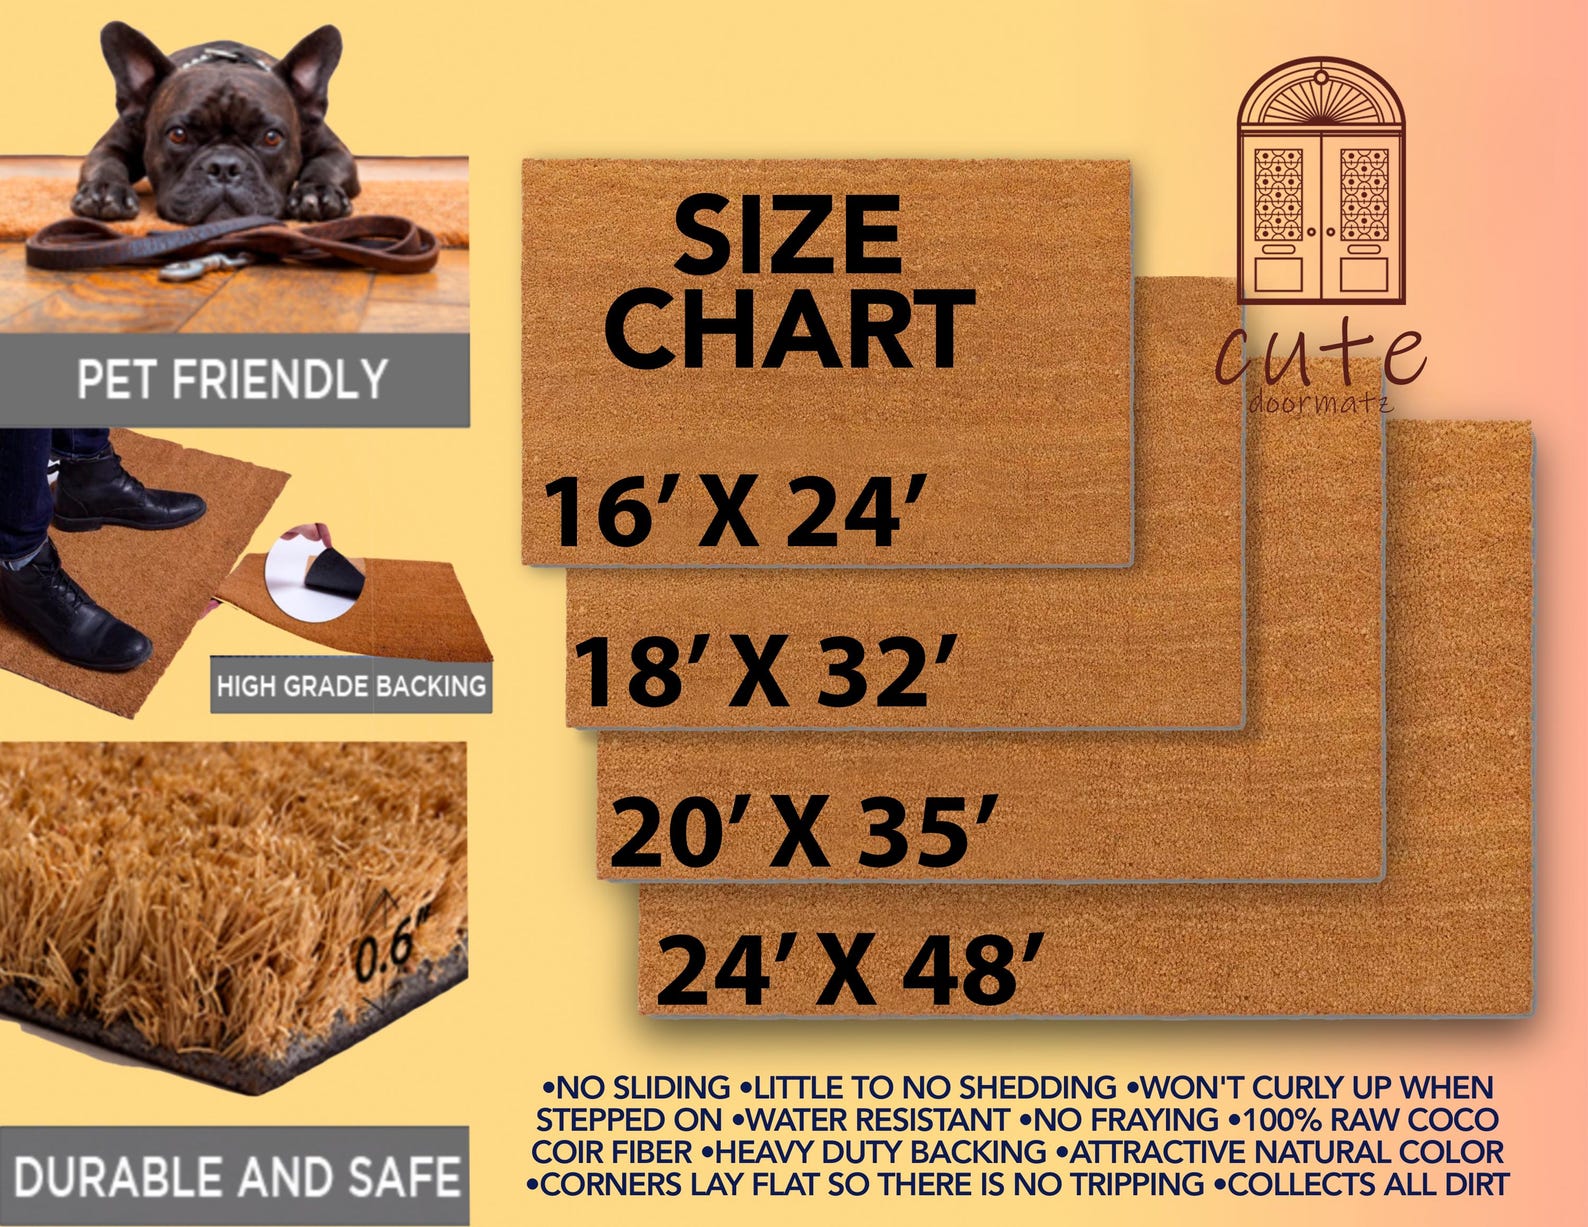 SIZE
CHART
16’ X 24’
18’ X 32’
20’ X 35’
24’ X 48’
cute
doormatz
PET FRIENDLY
HIGH GRADE BACKING
0.6"
DURABLE AND SAFE
•NO SLIDING •LITTLE TO NO SHEDDING •WON'T CURLY UP WHEN
STEPPED ON •WATER RESISTANT •NO FRAYING •100% RAW COCO
COIR FIBER •HEAVY DUTY BACKING •ATTRACTIVE NATURAL COLOR
•CORNERS LAY FLAT SO THERE IS NO TRIPPING •COLLECTS ALL DIRT